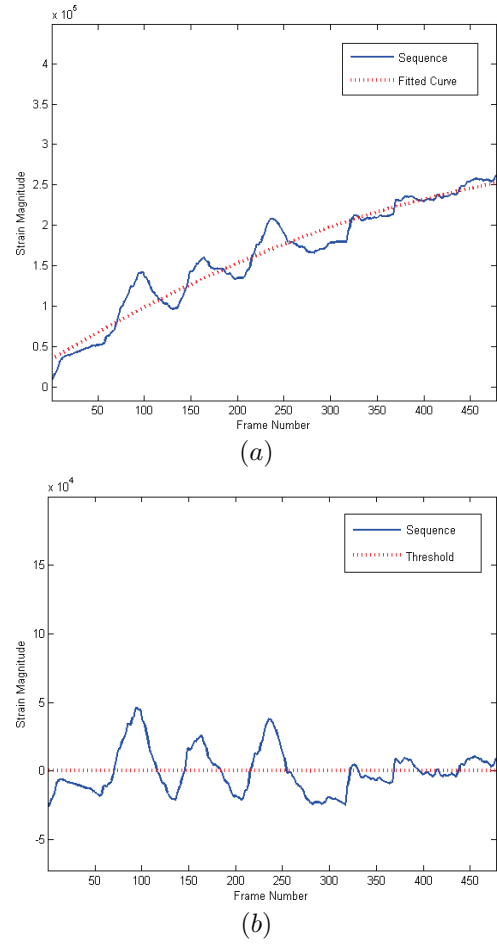 x 10^5
4
3.5
3
2.5
2
1.5
1
0.5
0
Strain Magnitude
Sequence
Fitted Curve
50 100 150 200 250 300 350 400 450
Frame Number
(a)
x 10^4
15
10
5
0
-5
Strain Magnitude
Sequence
Threshold
50 100 150 200 250 300 350 400 450
Frame Number
(b)